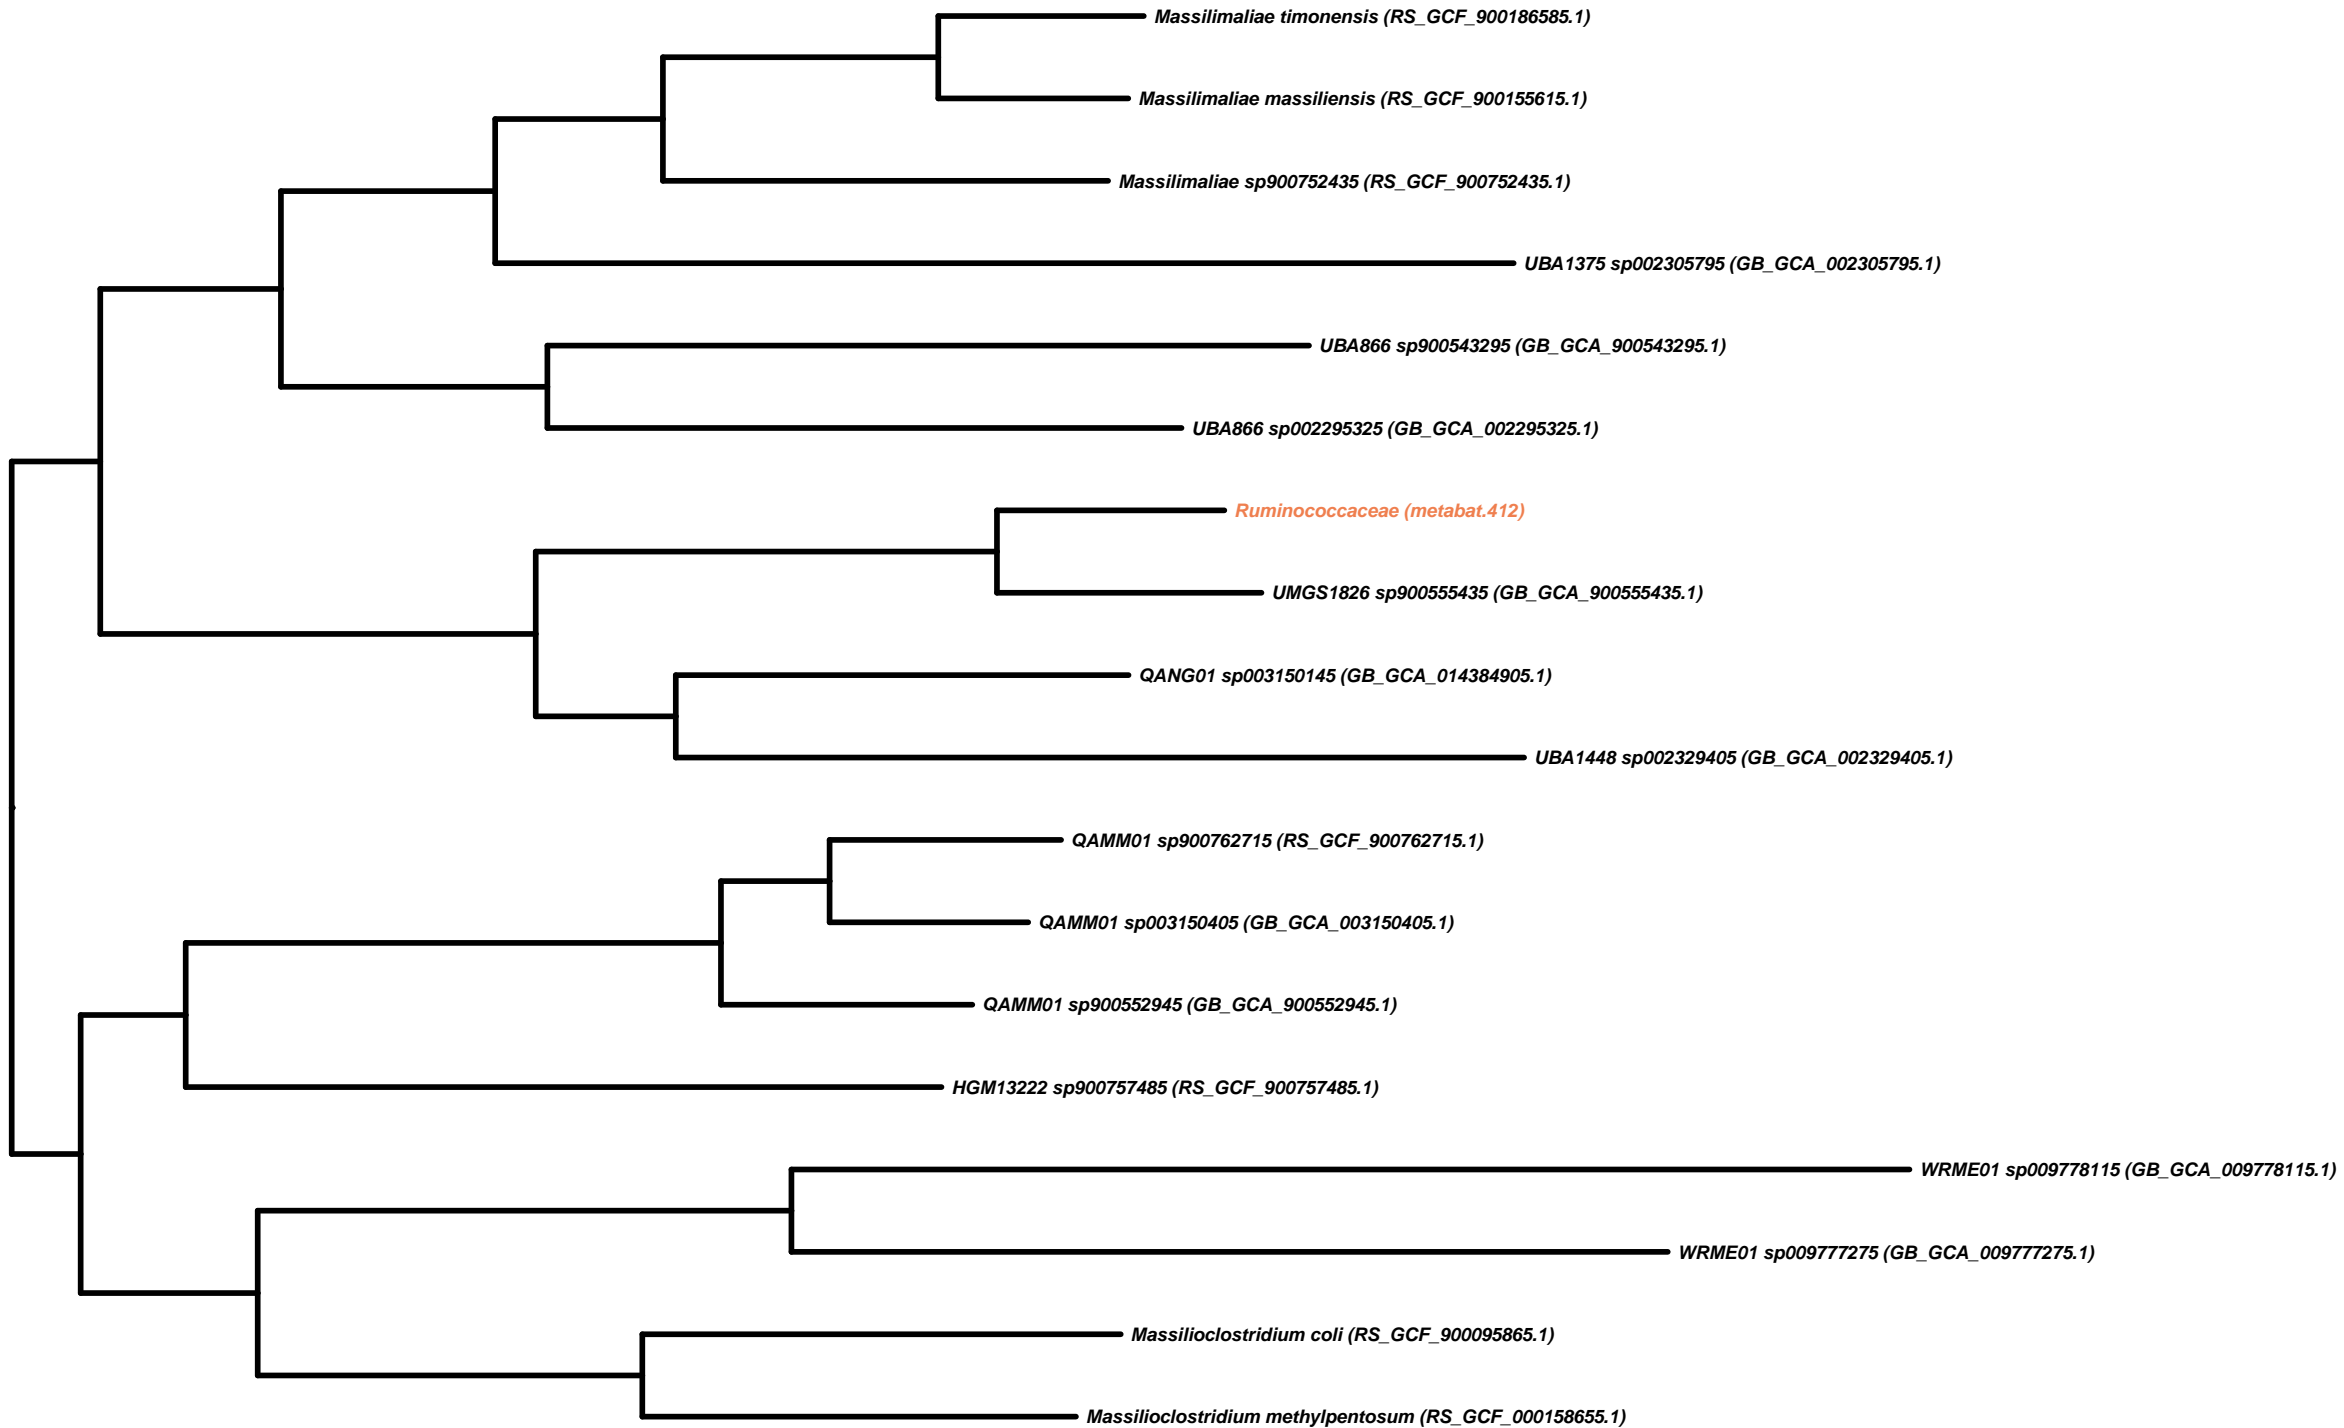 Massilimaliae timonensis (RS_GCF_900186585.1)
Massilimaliae massiliensis (RS_GCF_900155615.1)
Massilimaliae sp900752435 (RS_GCF_900752435.1)
UBA1375 sp002305795 (GB_GCA_002305795.1)
UBA866 sp900543295 (GB_GCA_900543295.1)
UBA866 sp002295325 (GB_GCA_002295325.1)
Ruminococcaceae (metabat.412)
UMGS1826 sp900555435 (GB_GCA_900555435.1)
QANG01 sp003150145 (GB_GCA_014384905.1)
UBA1448 sp002329405 (GB_GCA_002329405.1)
QAMM01 sp900762715 (RS_GCF_900762715.1)
QAMM01 sp003150405 (GB_GCA_003150405.1)
QAMM01 sp900552945 (GB_GCA_900552945.1)
HGM13222 sp900757485 (RS_GCF_900757485.1)
WRME01 sp009778115 (GB_GCA_009778115.1)
WRME01 sp009777275 (GB_GCA_009777275.1)
Massilioclostridium coli (RS_GCF_900095865.1)
Massilioclostridium methylpentosum (RS_GCF_000158655.1)